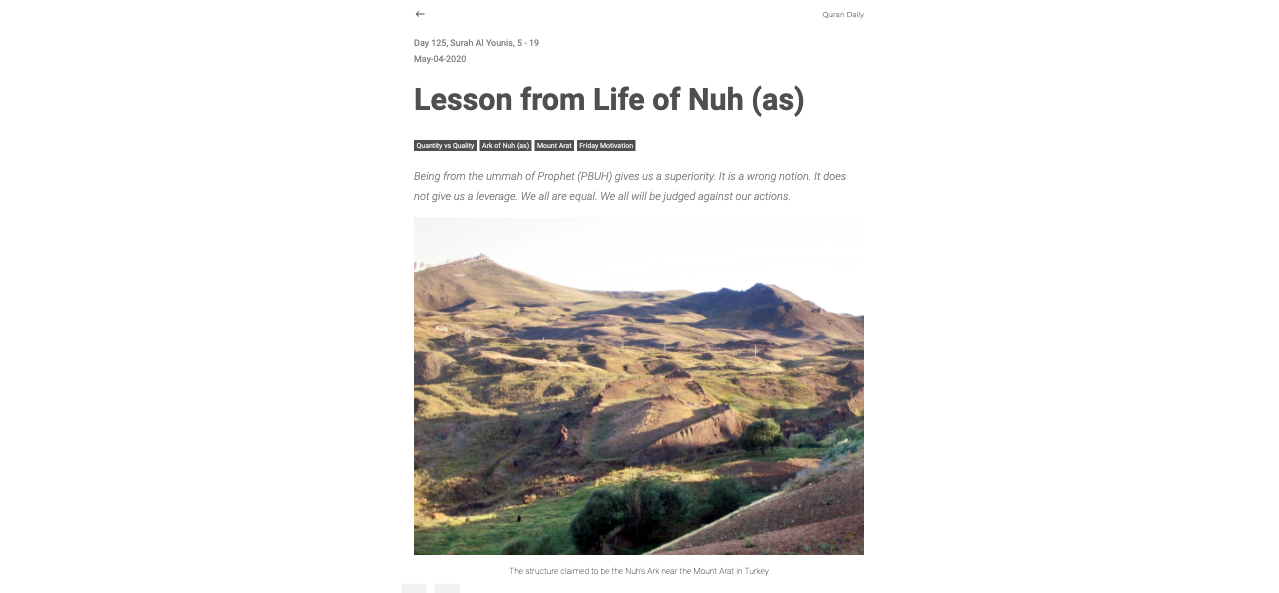 ←
Quran Daily
Day 125, Surah Al Younis, 5 - 19
May-04-2020
Lesson from Life of Nuh (as)
Quantity vs Quality Ark of Nuh (as) Mount Arat Friday Motivation
Being from the ummah of Prophet (PBUH) gives us a superiority. It is a wrong notion. It does
not give us a leverage. We all are equal. We all will be judged against our actions.
The structure claimed to be the Nuh's Ark near the Mount Arat in Turkey